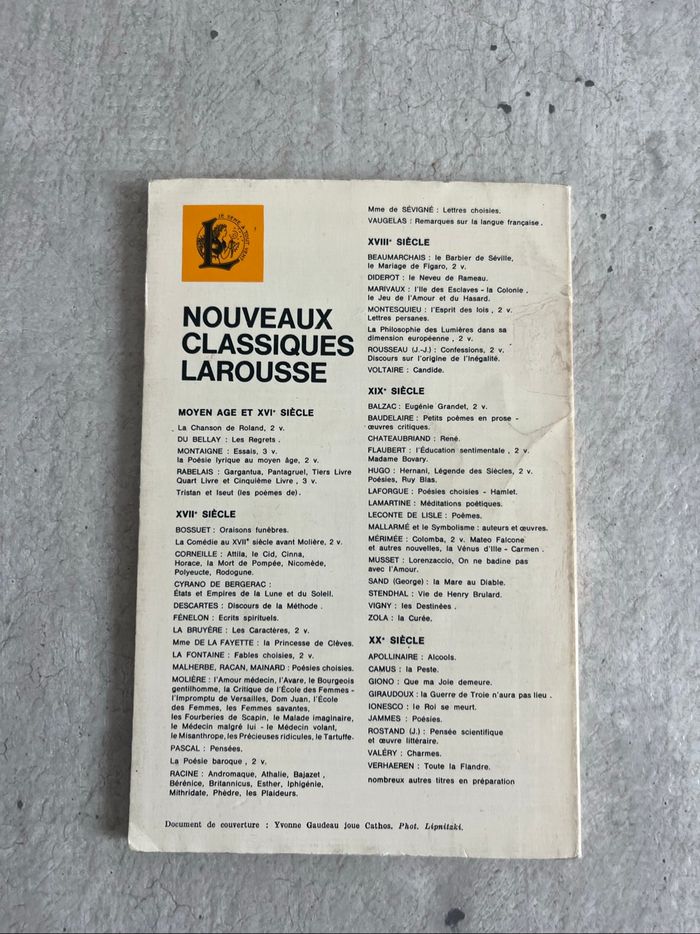 JE SÈME A TOUT VENT
NOUVEAUX
CLASSIQUES
LAROUSSE
MOYEN AGE ET XVIe SIÈCLE
La Chanson de Roland, 2 v.
DU BELLAY : Les Regrets .
MONTAIGNE : Essais, 3 v.
la Poésie lyrique au moyen âge, 2 v.
RABELAIS : Gargantua, Pantagruel, Tiers Livre
Quart Livre et Cinquième Livre , 3 v.
Tristan et Iseut (les poèmes de).
XVIIe SIÈCLE
BOSSUET : Oraisons funèbres.
La Comédie au XVIIe siècle avant Molière, 2 v.
CORNEILLE : Attila, le Cid, Cinna,
Horace, la Mort de Pompée, Nicomède,
Polyeucte, Rodogune.
CYRANO DE BERGERAC :
États et Empires de la Lune et du Soleil.
DESCARTES : Discours de la Méthode .
FÉNELON : Ecrits spirituels.
LA BRUYÈRE : Les Caractères, 2 v.
Mme DE LA FAYETTE : la Princesse de Clèves.
LA FONTAINE : Fables choisies, 2 v.
MALHERBE, RACAN, MAINARD : Poésies choisies.
MOLIÈRE : l'Amour médecin, l'Avare, le Bourgeois
gentilhomme, la Critique de l'École des Femmes -
l'Impromptu de Versailles, Dom Juan, l'École
des Femmes, les Femmes savantes,
les Fourberies de Scapin, le Malade imaginaire,
le Médecin malgré lui - le Médecin volant,
le Misanthrope, les Précieuses ridicules, le Tartuffe.
PASCAL : Pensées.
La Poésie baroque , 2 v.
RACINE : Andromaque, Athalie, Bajazet ,
Bérénice, Britannicus, Esther, Iphigénie,
Mithridate, Phèdre, les Plaideurs.
Mme de SÉVIGNÉ : Lettres choisies.
VAUGELAS : Remarques sur la langue française .
XVIIIe SIÈCLE
BEAUMARCHAIS : le Barbier de Séville,
le Mariage de Figaro, 2 v.
DIDEROT : le Neveu de Rameau.
MARIVAUX : l'Ile des Esclaves - la Colonie ,
le Jeu de l'Amour et du Hasard.
MONTESQUIEU : l'Esprit des lois , 2 v.
Lettres persanes.
La Philosophie des Lumières dans sa
dimension européenne , 2 v.
ROUSSEAU (J.-J.) : Confessions, 2 v.
Discours sur l'origine de l'Inégalité.
VOLTAIRE : Candide.
XIXe SIÈCLE
BALZAC : Eugénie Grandet, 2 v.
BAUDELAIRE : Petits poèmes en prose -
œuvres critiques.
CHATEAUBRIAND : René.
FLAUBERT : l'Éducation sentimentale , 2 v.
Madame Bovary.
HUGO : Hernani, Légende des Siècles, 2 v.
Poésies, Ruy Blas.
LAFORGUE : Poésies choisies - Hamlet.
LAMARTINE : Méditations poétiques.
LECONTE DE LISLE : Poèmes.
MALLARMÉ et le Symbolisme : auteurs et œuvres.
MÉRIMÉE : Colomba, 2 v. Mateo Falcone
et autres nouvelles, la Vénus d'Ille - Carmen .
MUSSET : Lorenzaccio, On ne badine pas
avec l'Amour.
SAND (George) : la Mare au Diable.
STENDHAL : Vie de Henry Brulard.
VIGNY : les Destinées .
ZOLA : la Curée.
XXe SIÈCLE
APOLLINAIRE : Alcools.
CAMUS : la Peste.
GIONO : Que ma Joie demeure.
GIRAUDOUX : la Guerre de Troie n'aura pas lieu .
IONESCO : le Roi se meurt.
JAMMES : Poésies.
ROSTAND (J.) : Pensée scientifique
et œuvre littéraire.
VALÉRY : Charmes.
VERHAEREN : Toute la Flandre.
nombreux autres titres en préparation
Document de couverture : Yvonne Gaudeau joue Cathos. Phot. Lipnitzki.